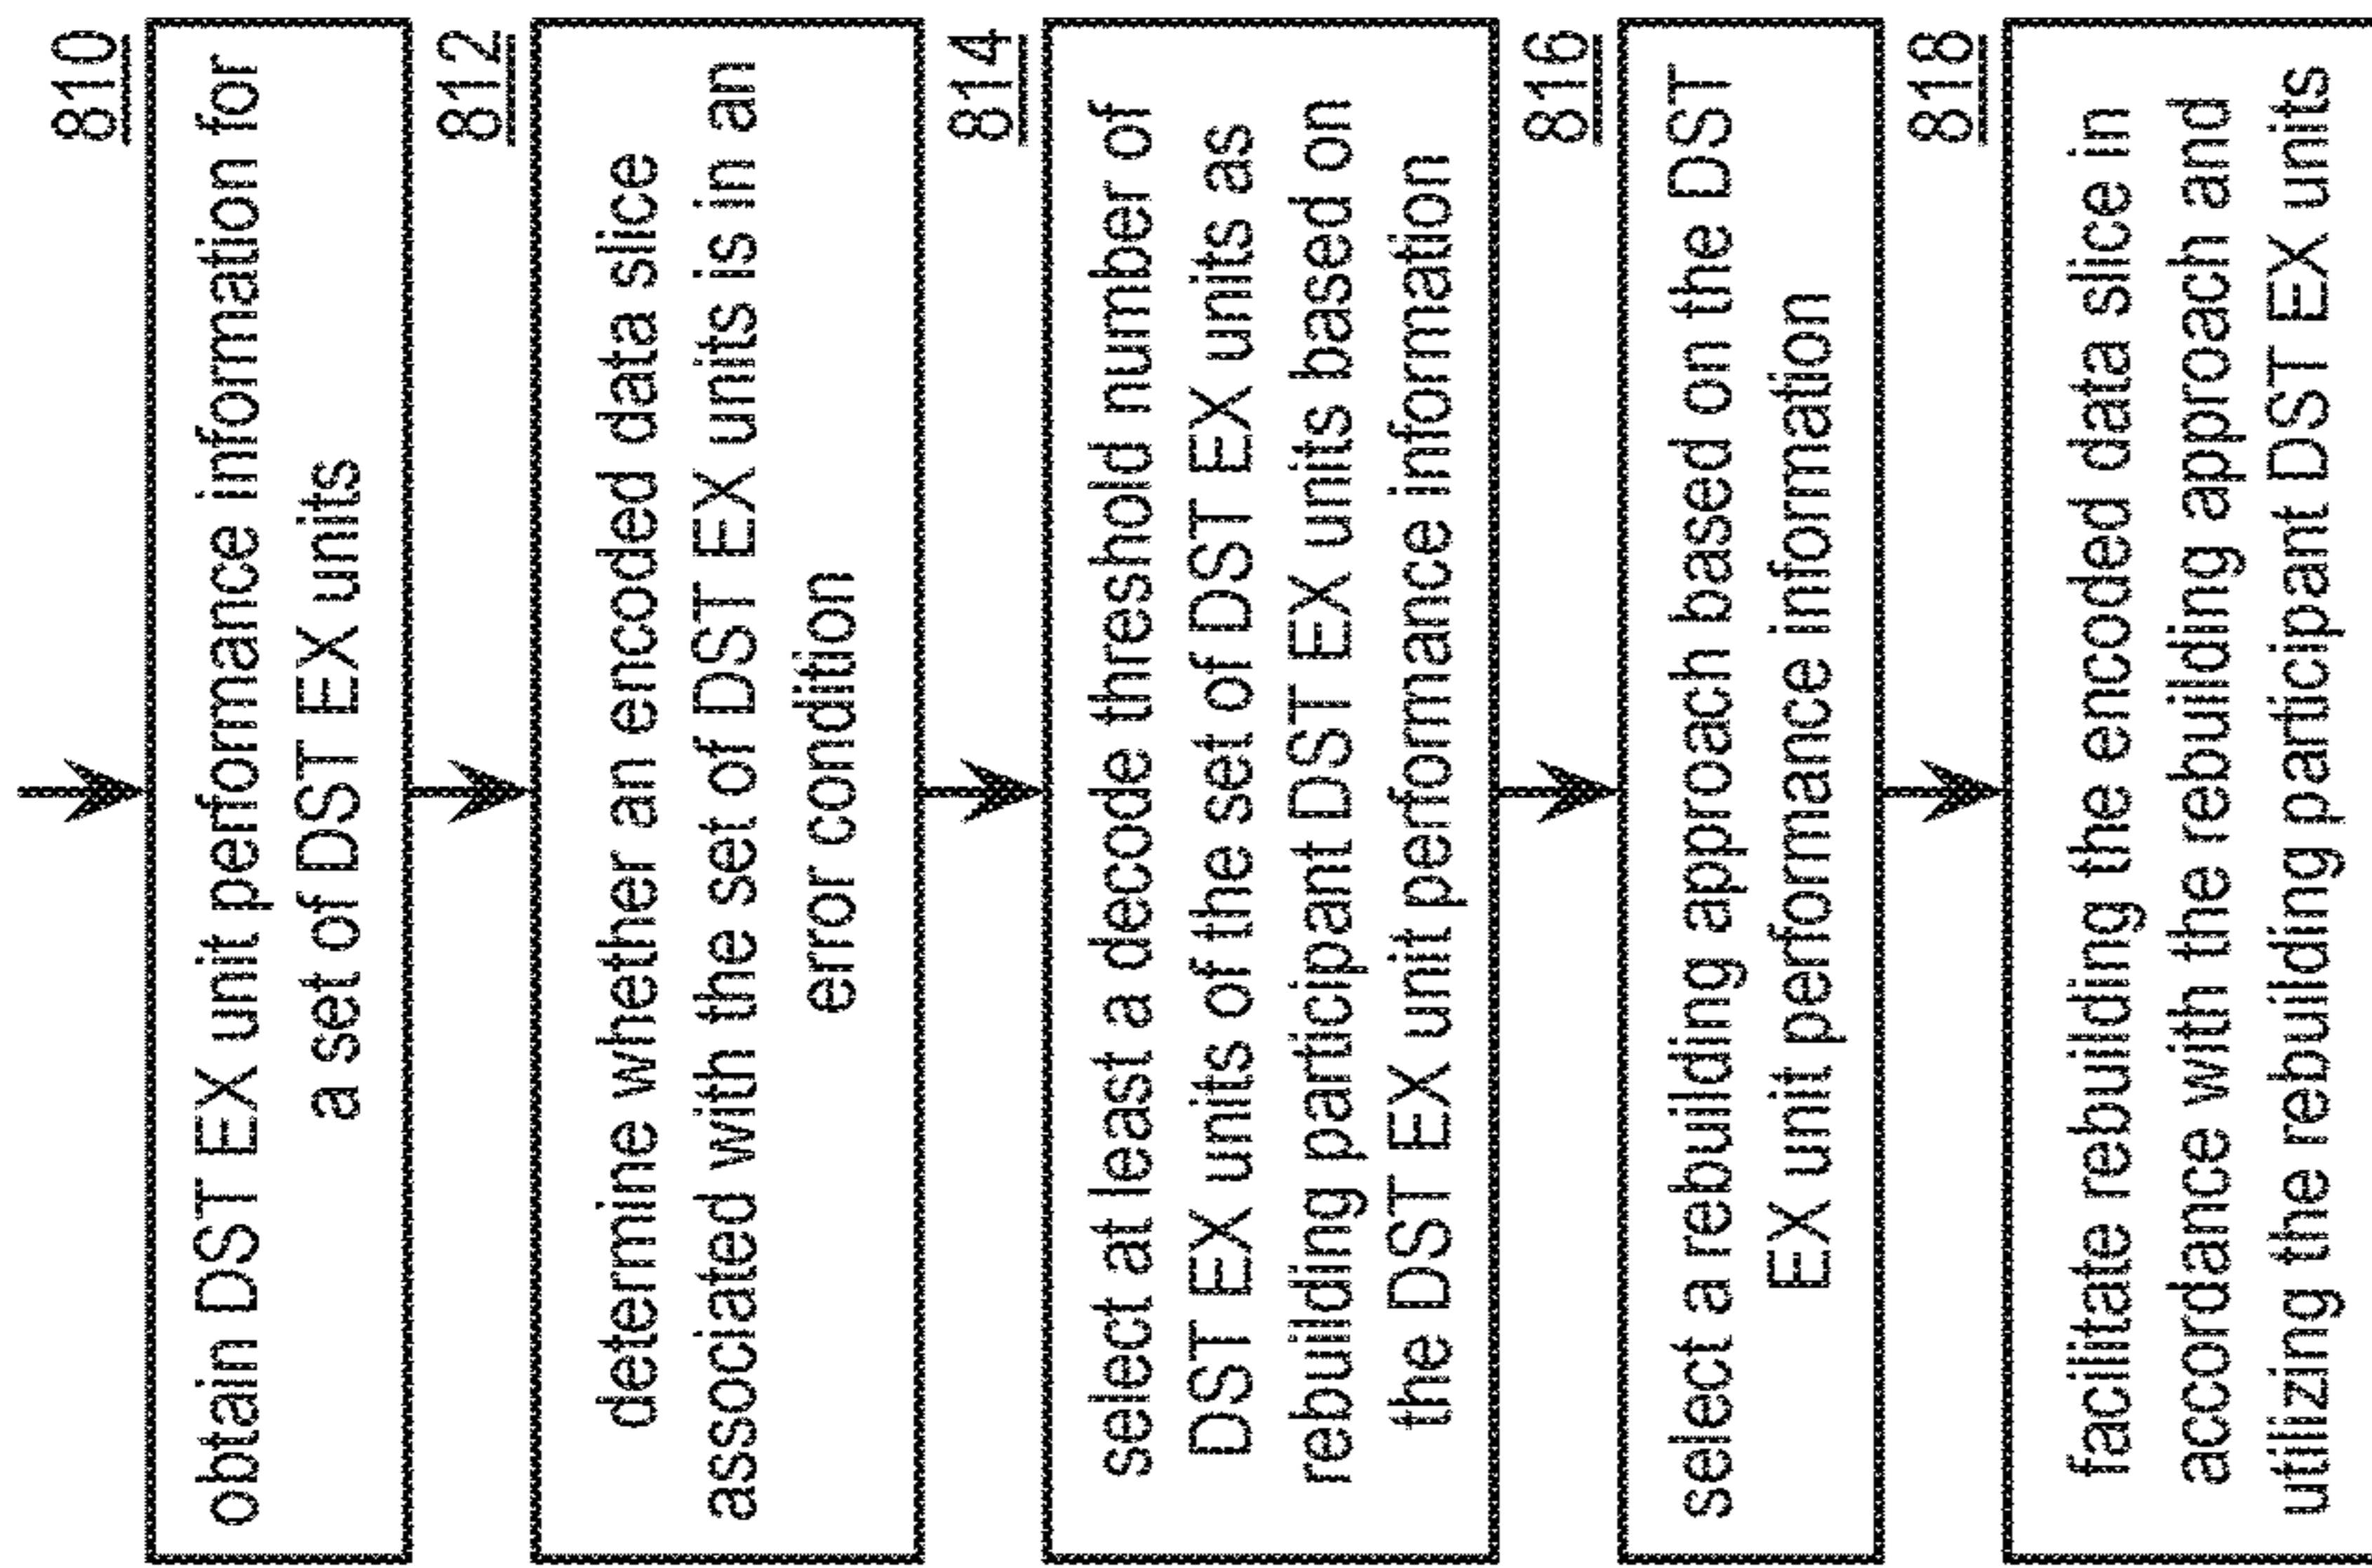 810
obtain DST EX unit performance information for
a set of DST EX units
812
determine whether an encoded data slice
associated with the set of DST EX units is in an
error condition
814
select at least a decode threshold number of
DST EX units of the set of DST EX units as
rebuilding participant DST EX units based on
the DST EX unit performance information
816
select a rebuilding approach based on the DST
EX unit performance information
818
facilitate rebuilding the encoded data slice in
accordance with the rebuilding approach and
utilizing the rebuilding participant DST EX units